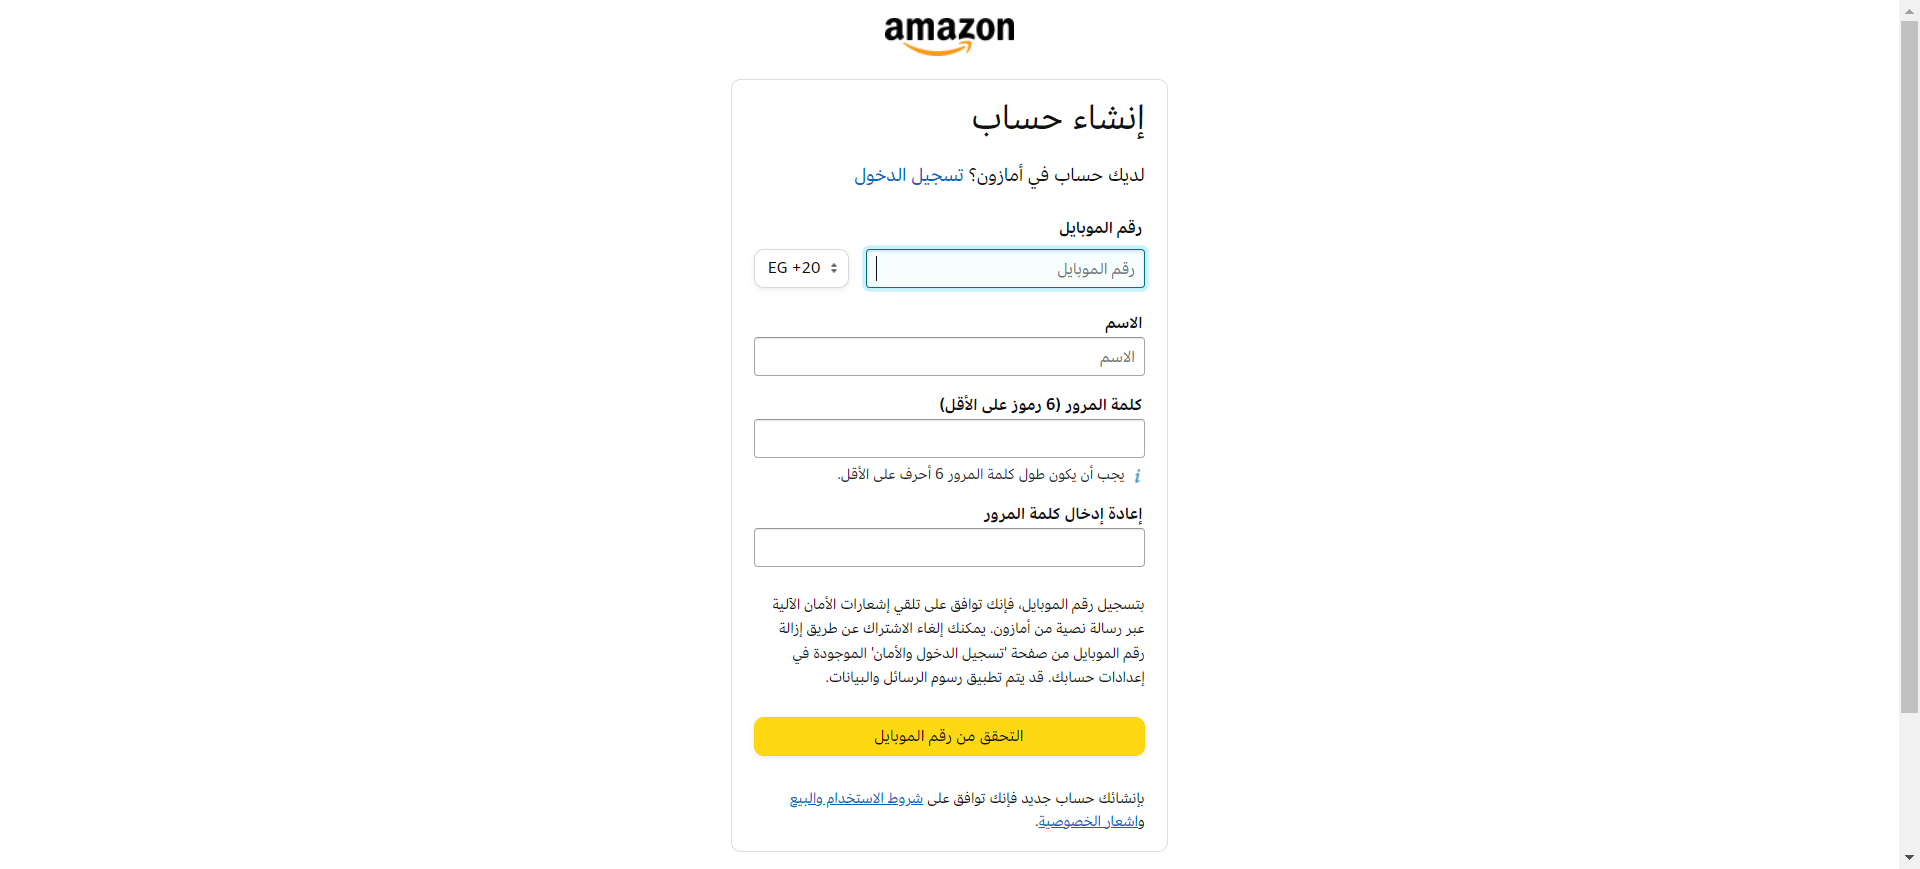 amazon
إنشاء حساب
لديك حساب في أمازون؟ تسجيل الدخول
رقم الموبايل
رقم الموبايل
EG +20
الاسم
الاسم
كلمة المرور (6 رموز على الأقل)
i يجب أن يكون طول كلمة المرور 6 أحرف على الأقل.
إعادة إدخال كلمة المرور
بتسجيل رقم الموبايل، فإنك توافق على تلقي إشعارات الأمان الآلية
عبر رسالة نصية من أمازون. يمكنك إلغاء الاشتراك عن طريق إزالة
رقم الموبايل من صفحة 'تسجيل الدخول والأمان' الموجودة في
إعدادات حسابك. قد يتم تطبيق رسوم الرسائل والبيانات.
التحقق من رقم الموبايل
بإنشائك حساب جديد فإنك توافق على شروط الاستخدام والبيع
واشعار الخصوصية.